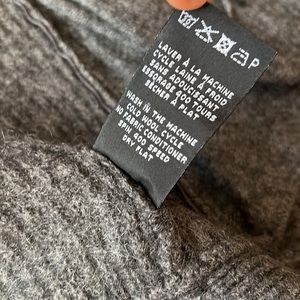 P
LAVER À LA MACHINE
CYCLE LAINE À FROID
SANS ADOUCISSANT
ESSORAGE 400 TOURS
SÉCHER À PLAT
WASH IN THE MACHINE
COLD WOOL CYCLE
NO FABRIC CONDITIONER
SPIN 400 SPEED
DRY FLAT